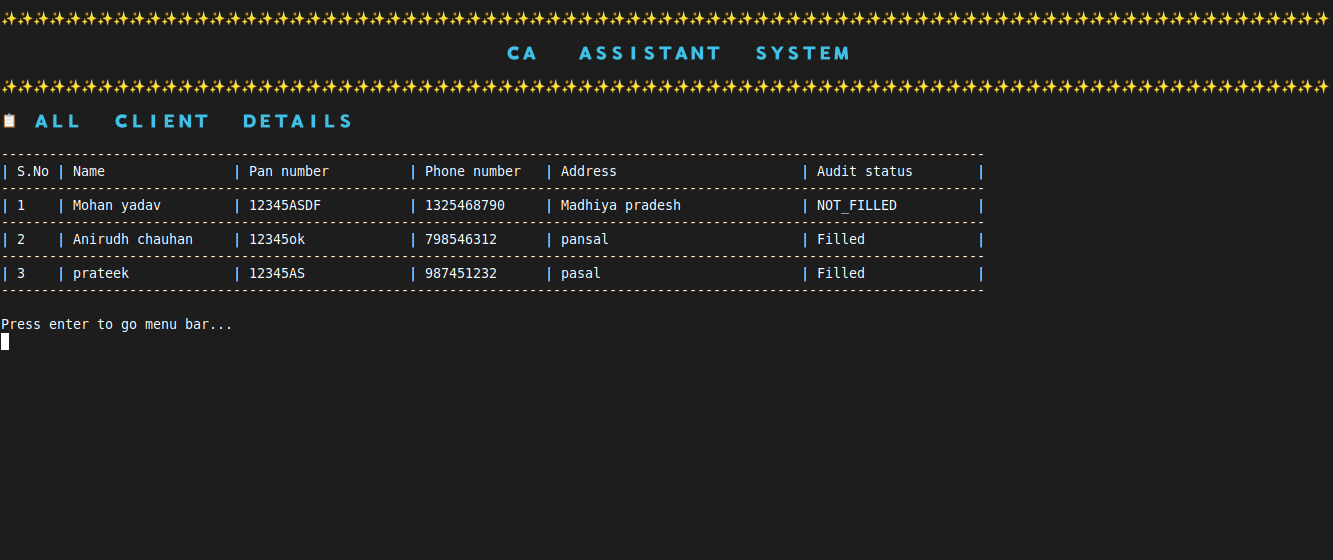 CA ASSISTANT SYSTEM
📋 ALL CLIENT DETAILS
| S.No | Name | Pan number | Phone number | Address | Audit status |
| 1 | Mohan yadav | 12345ASDF | 1325468790 | Madhiya pradesh | NOT_FILLED |
| 2 | Anirudh chauhan | 12345ok | 798546312 | pansal | Filled |
| 3 | prateek | 12345AS | 987451232 | pasal | Filled |
Press enter to go menu bar...